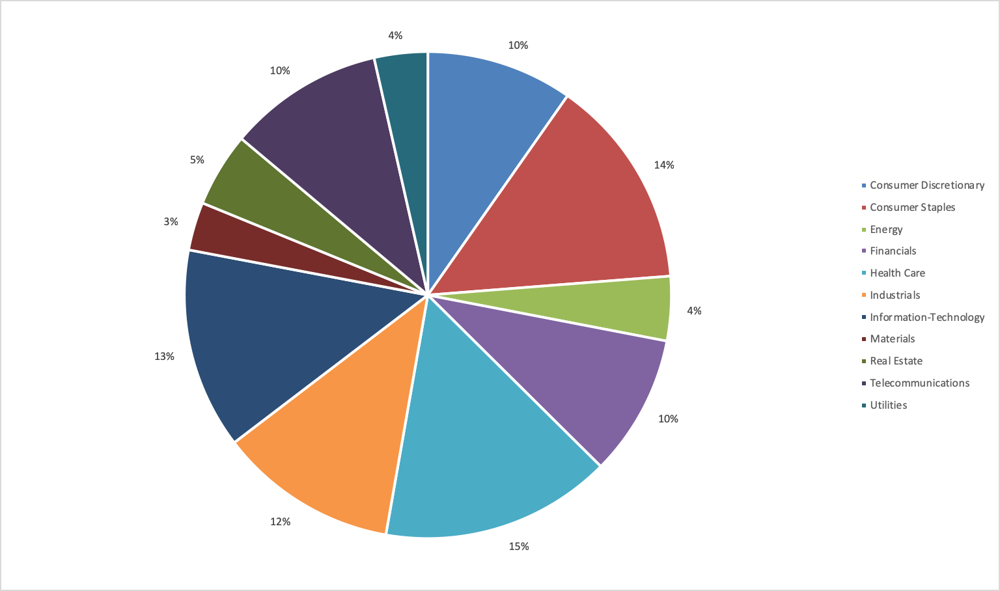 4%
10%
10%
14%
5%
3%
4%
13%
10%
12%
15%
Consumer Discretionary
Consumer Staples
Energy
Financials
Health Care
Industrials
Information-Technology
Materials
Real Estate
Telecommunications
Utilities